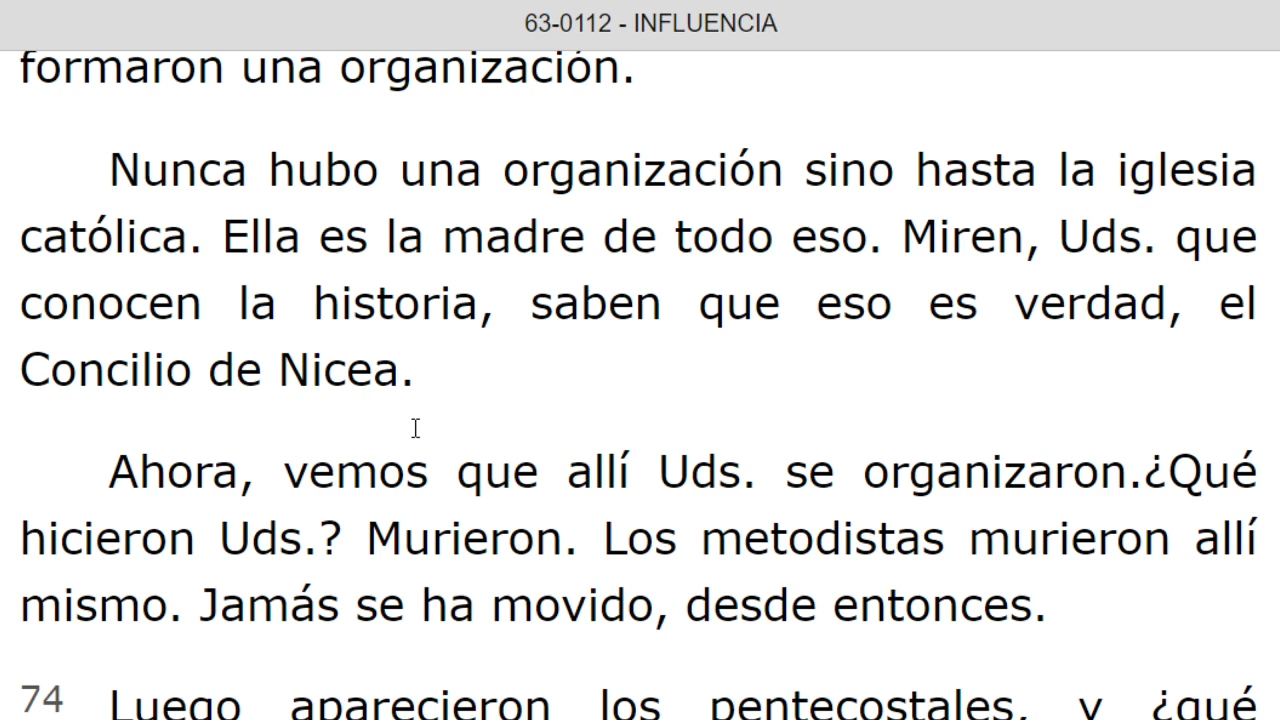 63-0112 - INFLUENCIA
formaron una organización.
Nunca hubo una organización sino hasta la iglesia
católica. Ella es la madre de todo eso. Miren, Uds. que
conocen la historia, saben que eso es verdad, el
Concilio de Nicea.
Ahora, vemos que allí Uds. se organizaron.¿Qué
hicieron Uds.? Murieron. Los metodistas murieron allí
mismo. Jamás se ha movido, desde entonces.
74 Luego aparecieron los pentecostales, y ¿qué